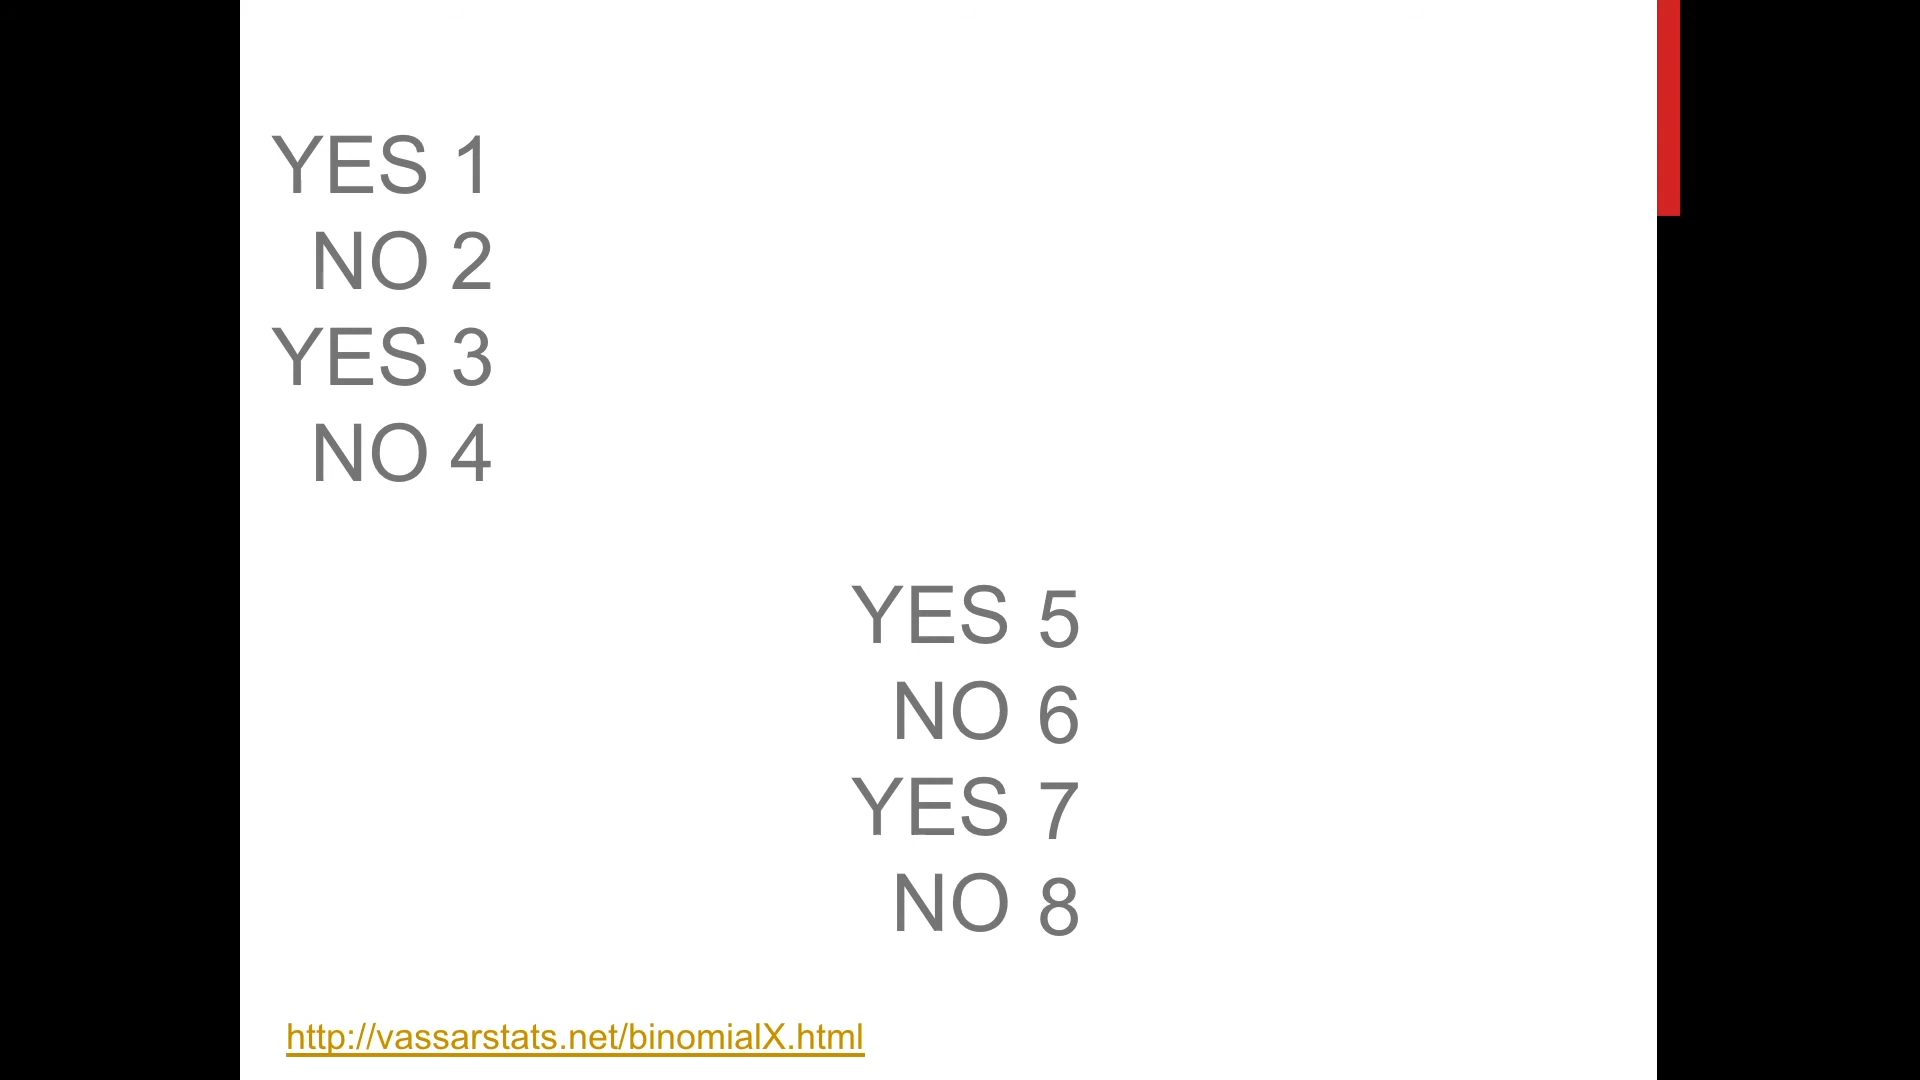 YES 1
NO 2
YES 3
NO 4
YES 5
NO 6
YES 7
NO 8
http://vassarstats.net/binomialX.html